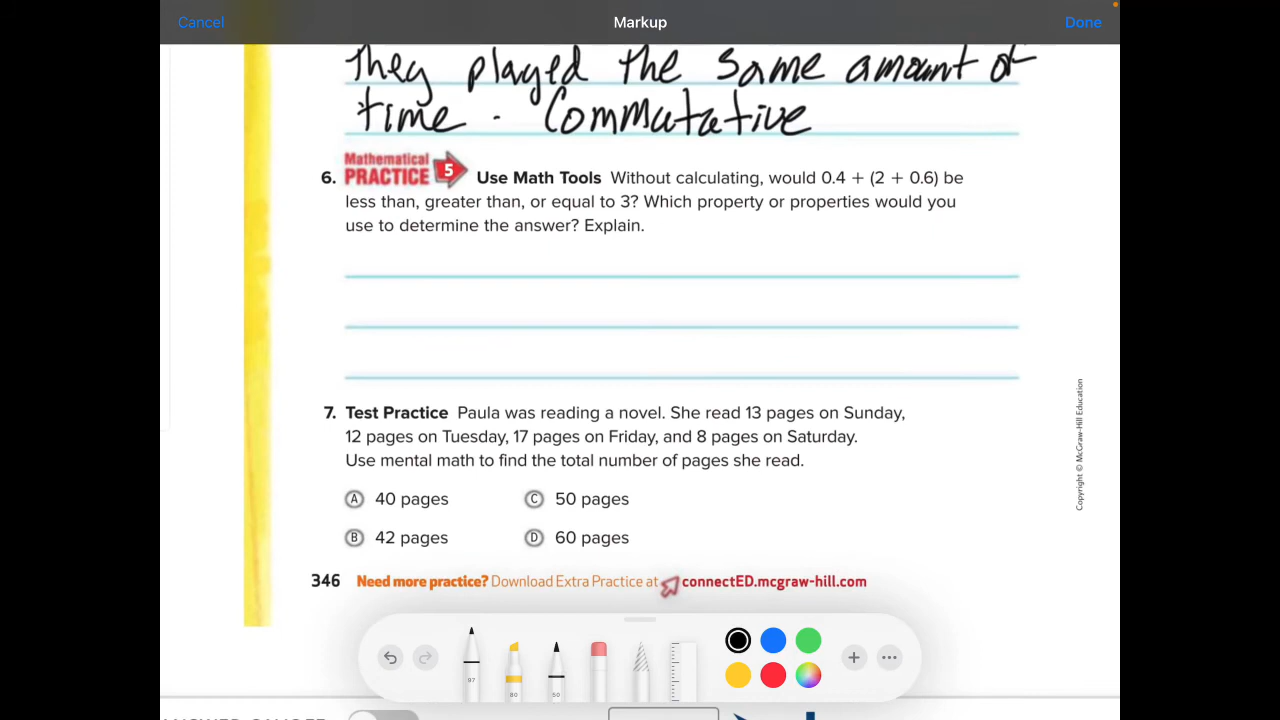 Cancel
Markup
Done
They played the same amount of
time. Commutative
Mathematical
PRACTICE 5
6. Use Math Tools Without calculating, would 0.4 + (2 + 0.6) be
less than, greater than, or equal to 3? Which property or properties would you
use to determine the answer? Explain.
7. Test Practice Paula was reading a novel. She read 13 pages on Sunday,
12 pages on Tuesday, 17 pages on Friday, and 8 pages on Saturday.
Use mental math to find the total number of pages she read.
A 40 pages
C 50 pages
B 42 pages
D 60 pages
Copyright © McGraw-Hill Education
346 Need more practice? Download Extra Practice at connectED.mcgraw-hill.com
97
80
50